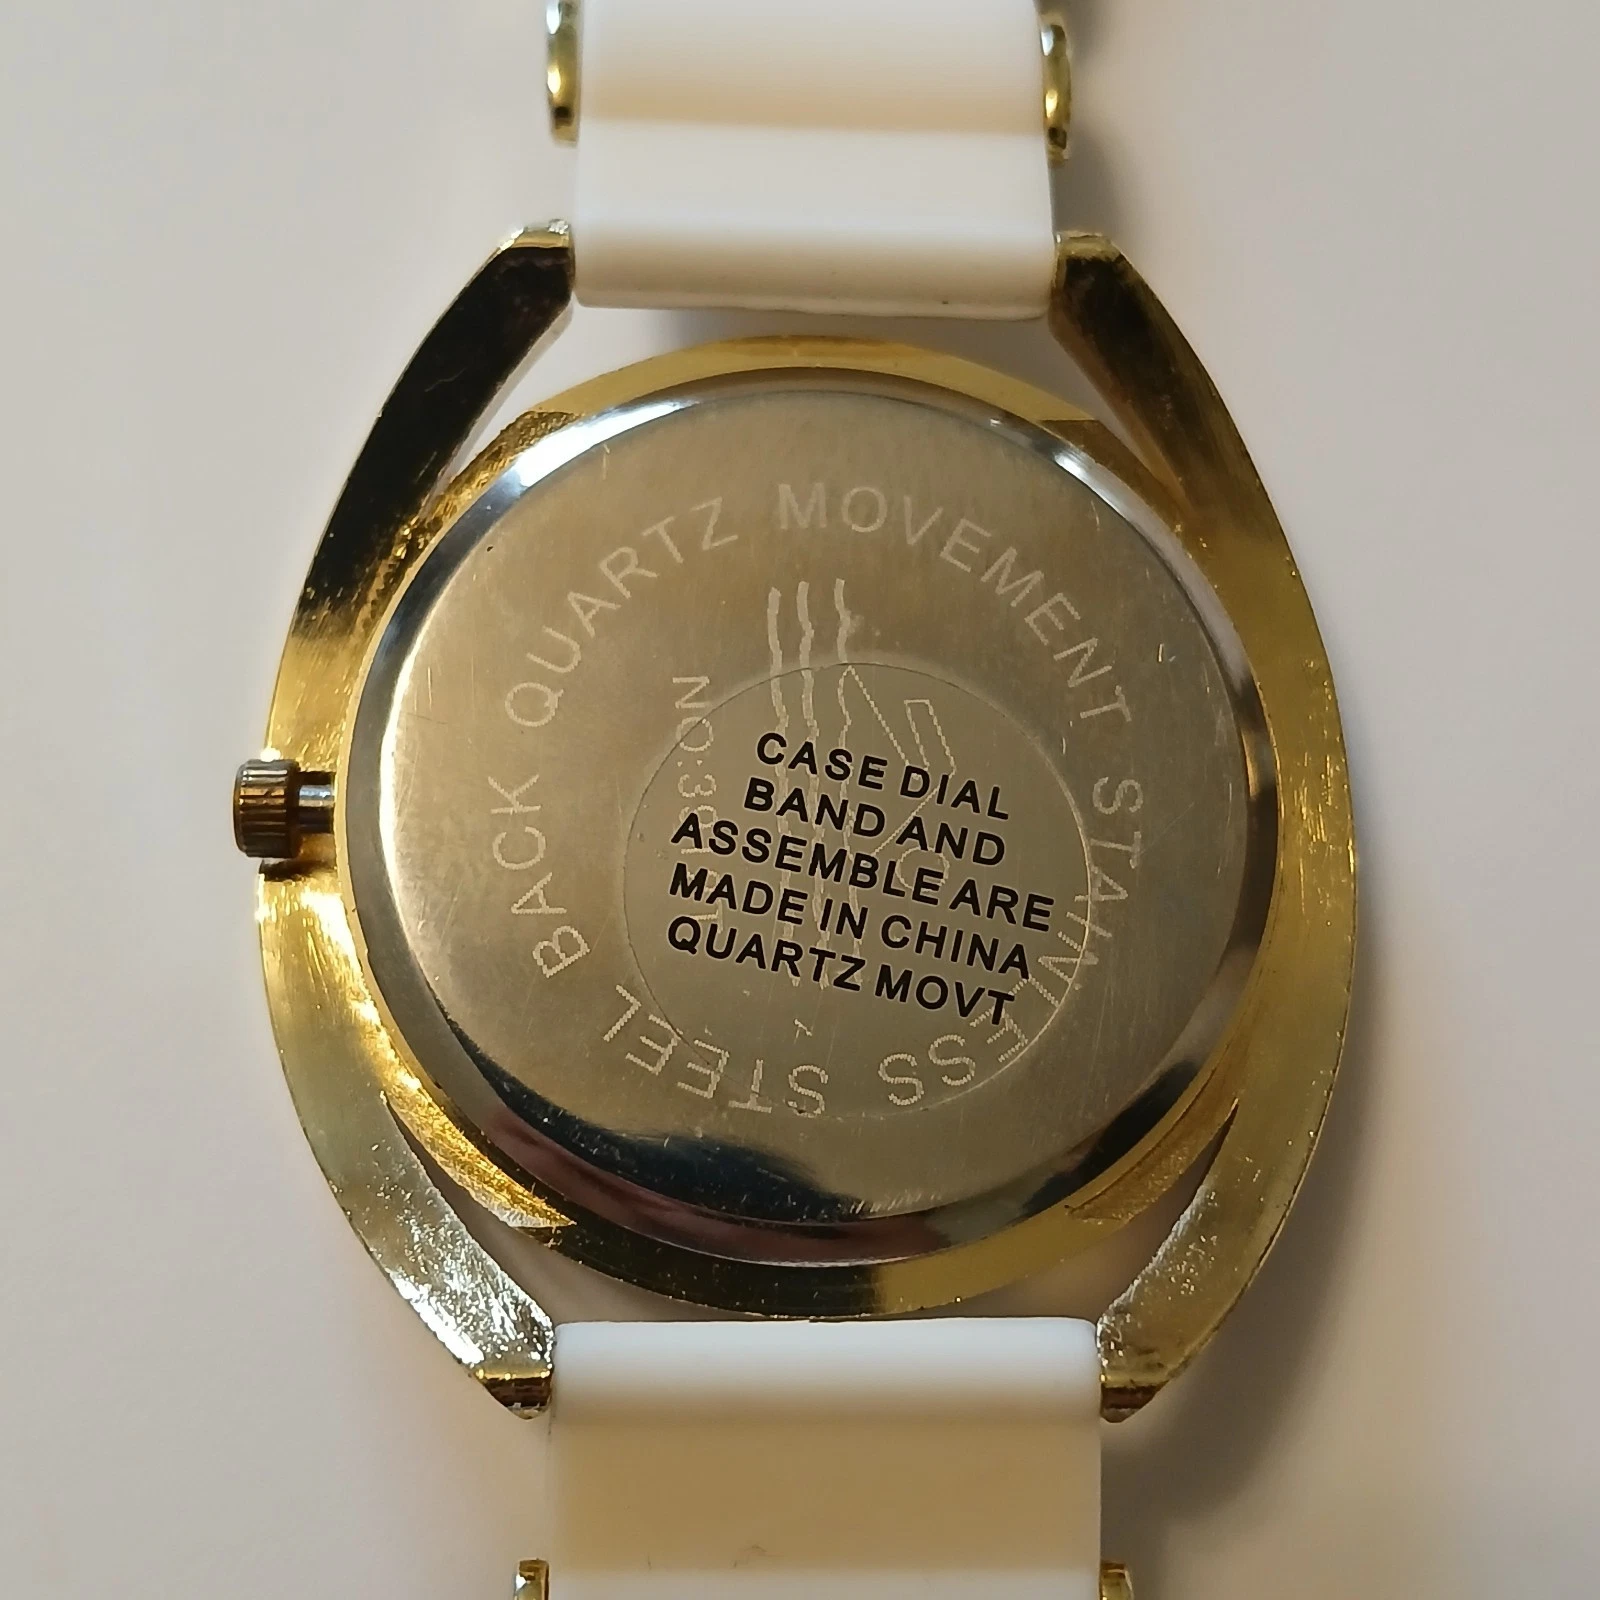 QUARTZ MOVEMENT STAINLESS STEEL BACK
CASE DIAL
BAND AND
ASSEMBLE ARE
MADE IN CHINA
QUARTZ MOVT